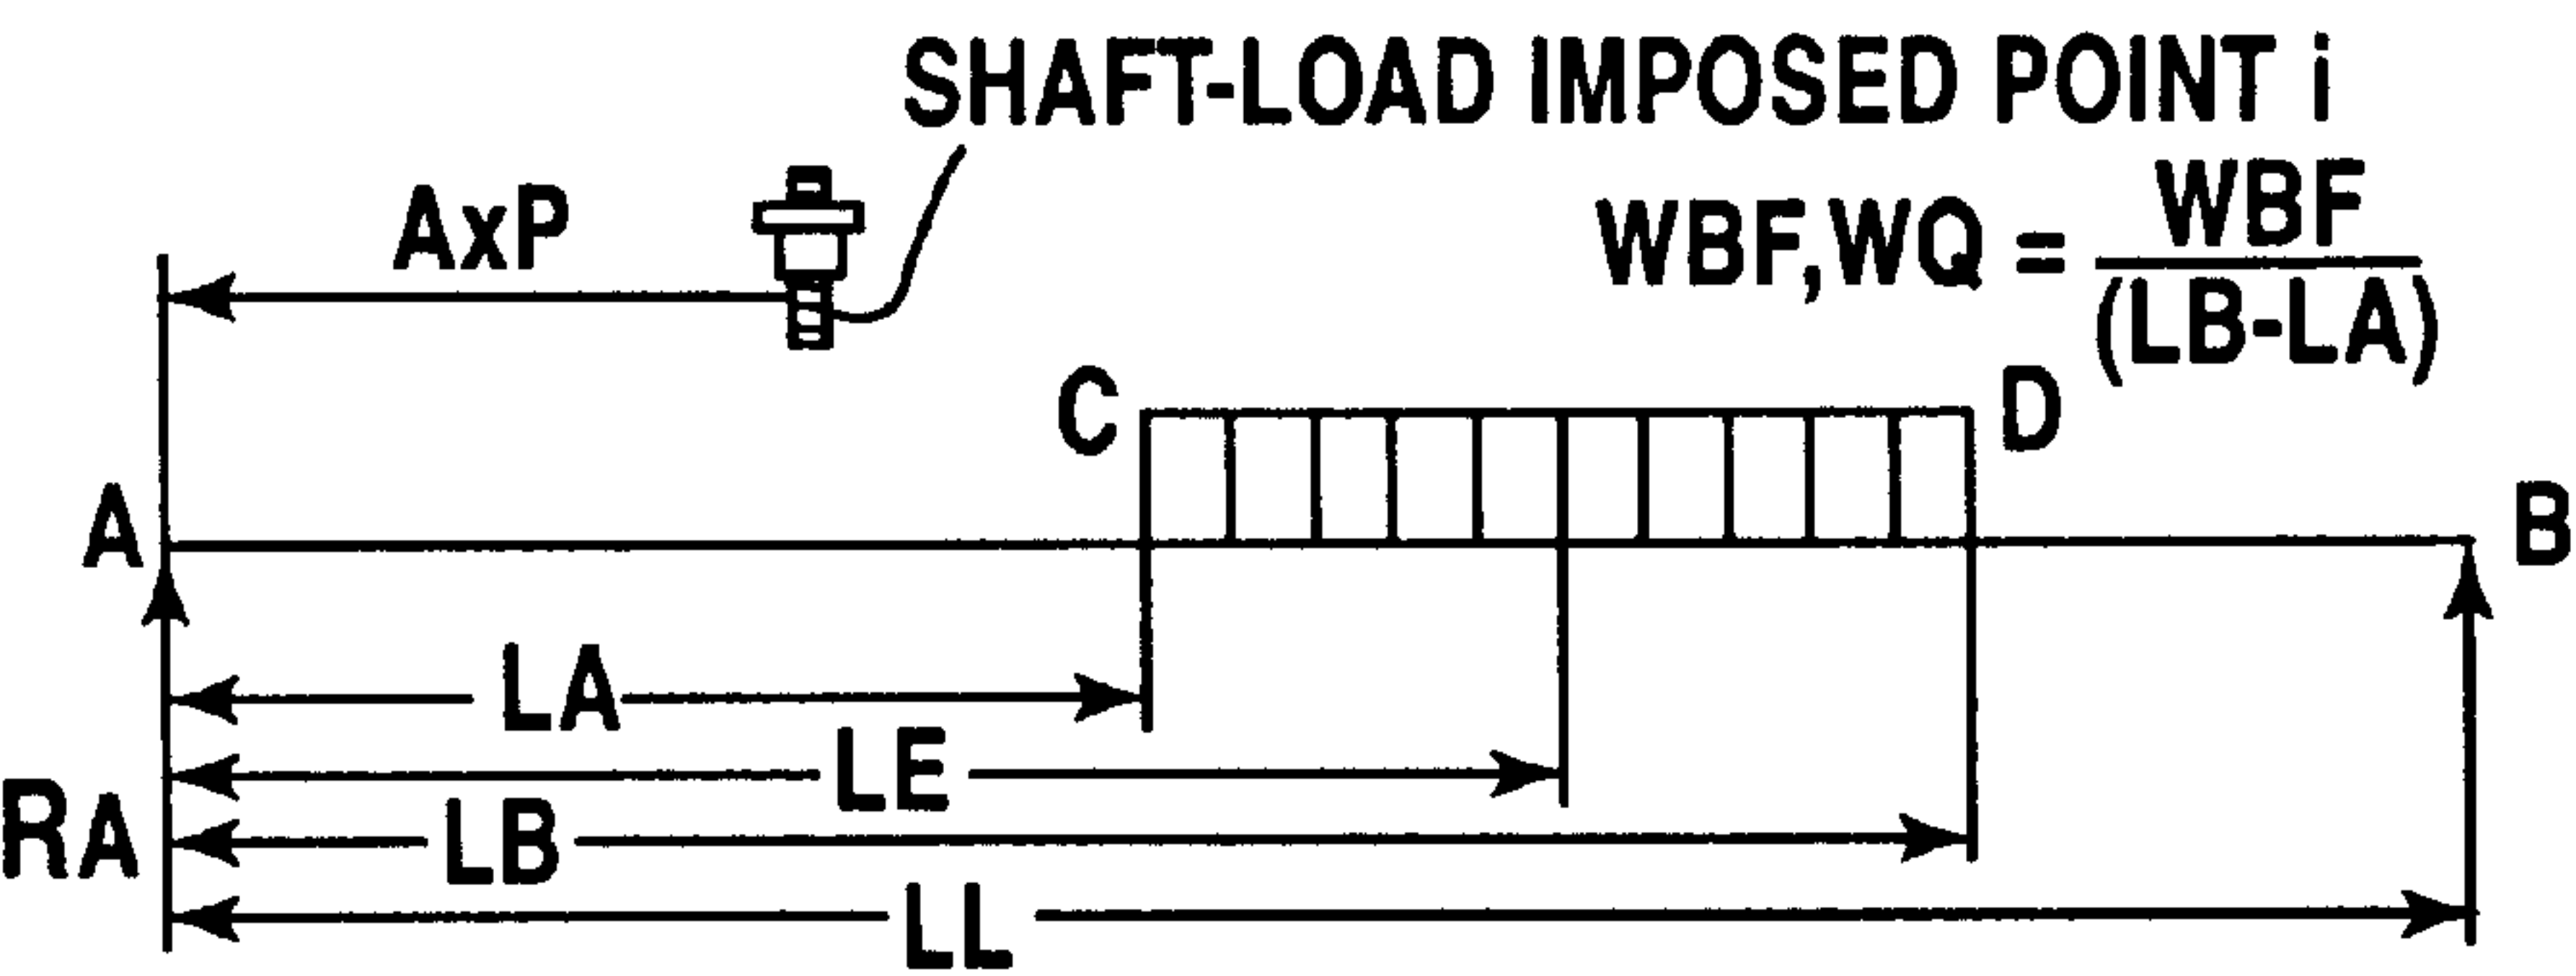 SHAFT-LOAD IMPOSED POINT i
AxP
WBF,WQ = WBF
(LB-LA)
C
D
A
B
LA
LE
RA
LB
LL